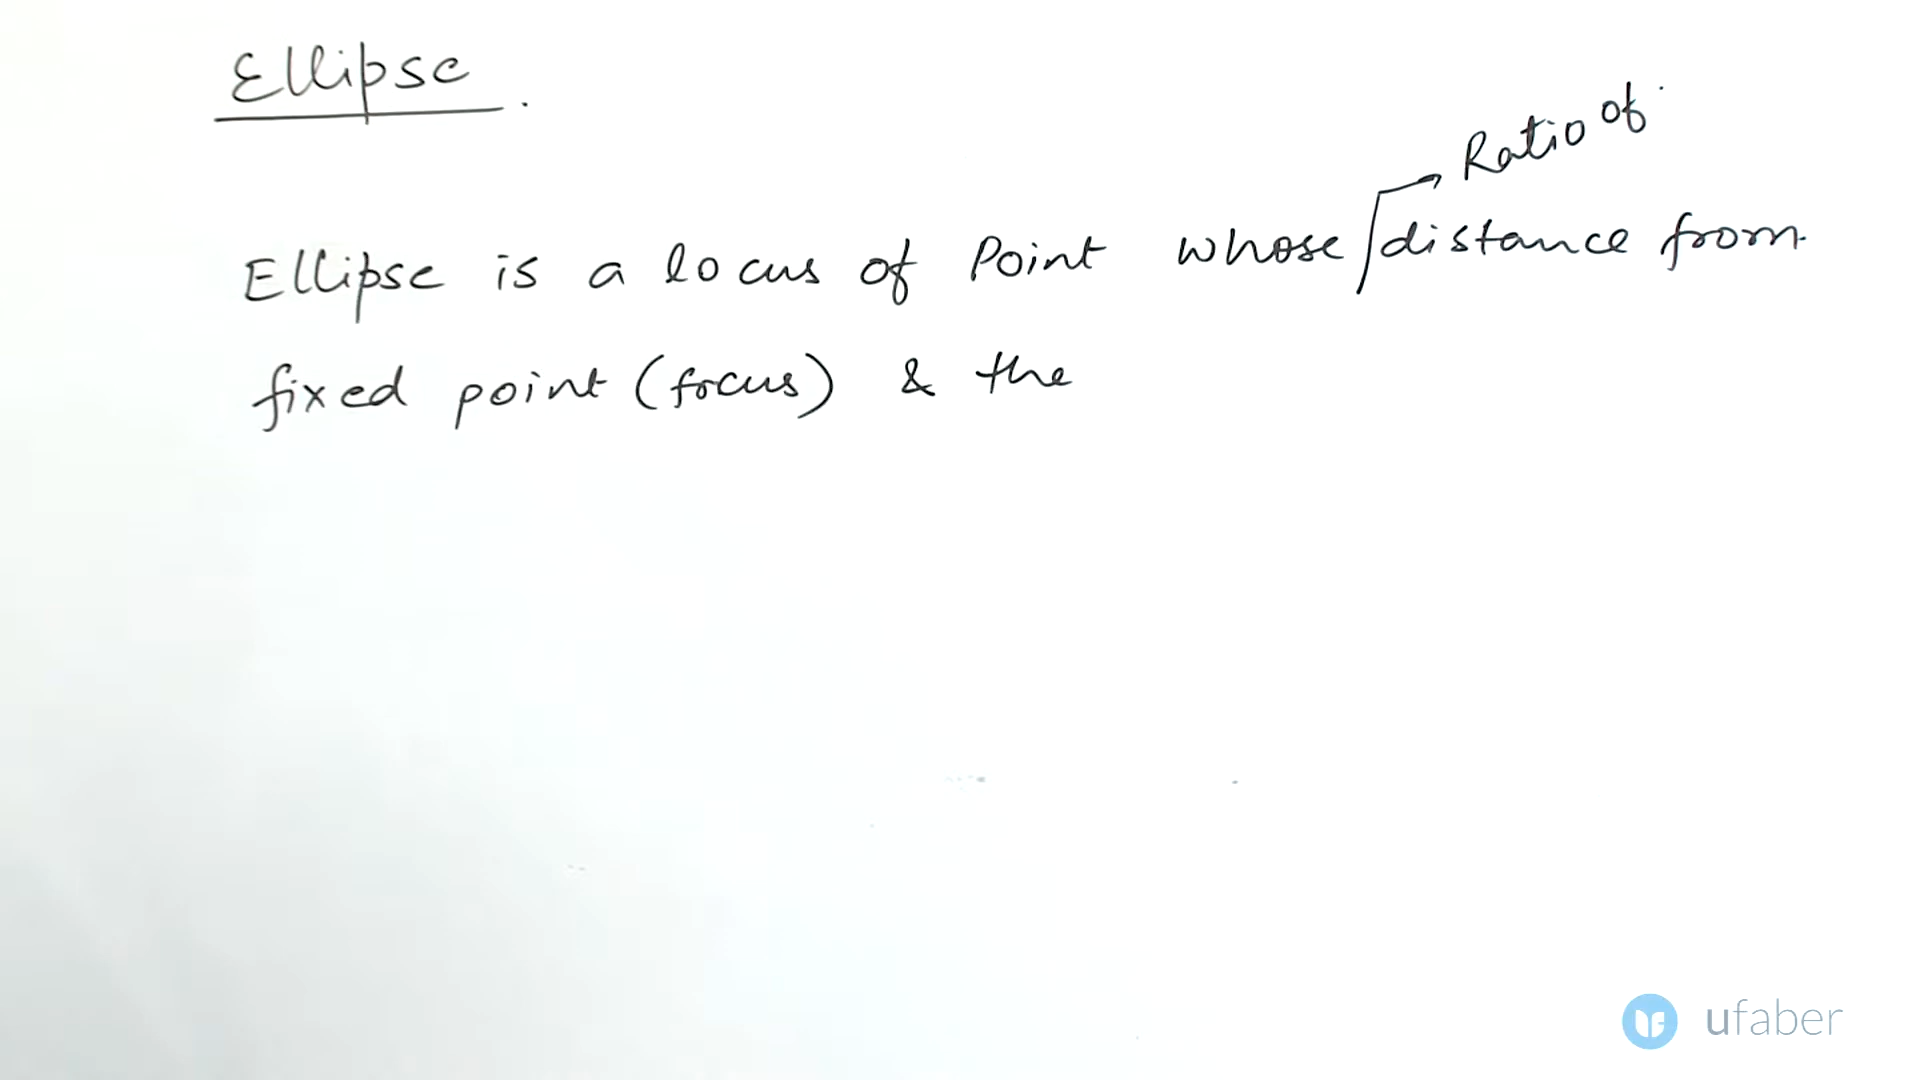 Ellipse.
Ratio of
Ellipse is a locus of Point whose distance from
fixed point (focus) & the
ufaber